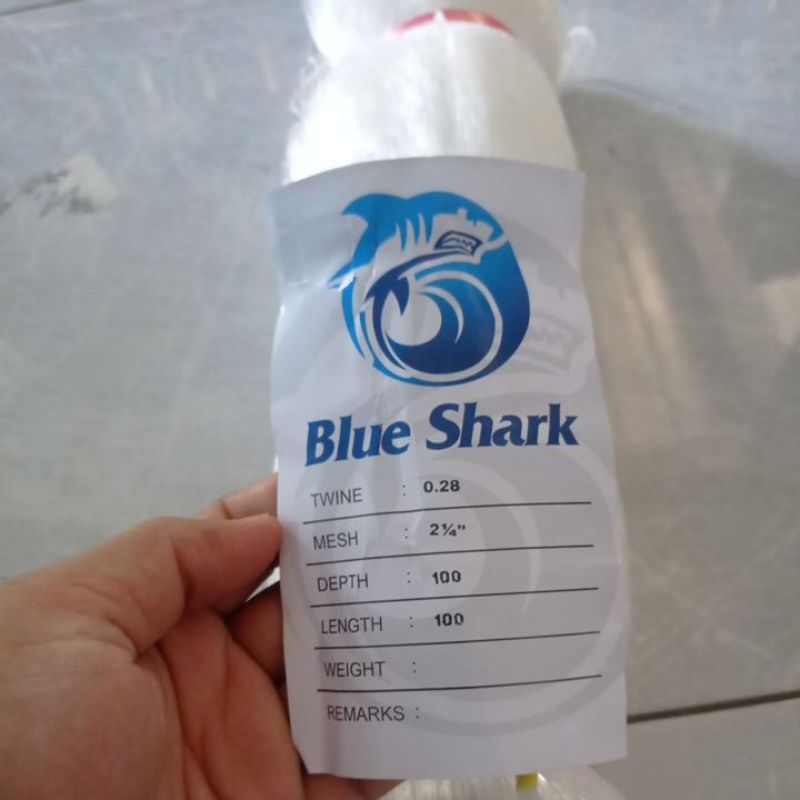 Blue Shark
TWINE : 0.28
MESH : 2¼"
DEPTH : 100
LENGTH : 100
WEIGHT :
REMARKS :